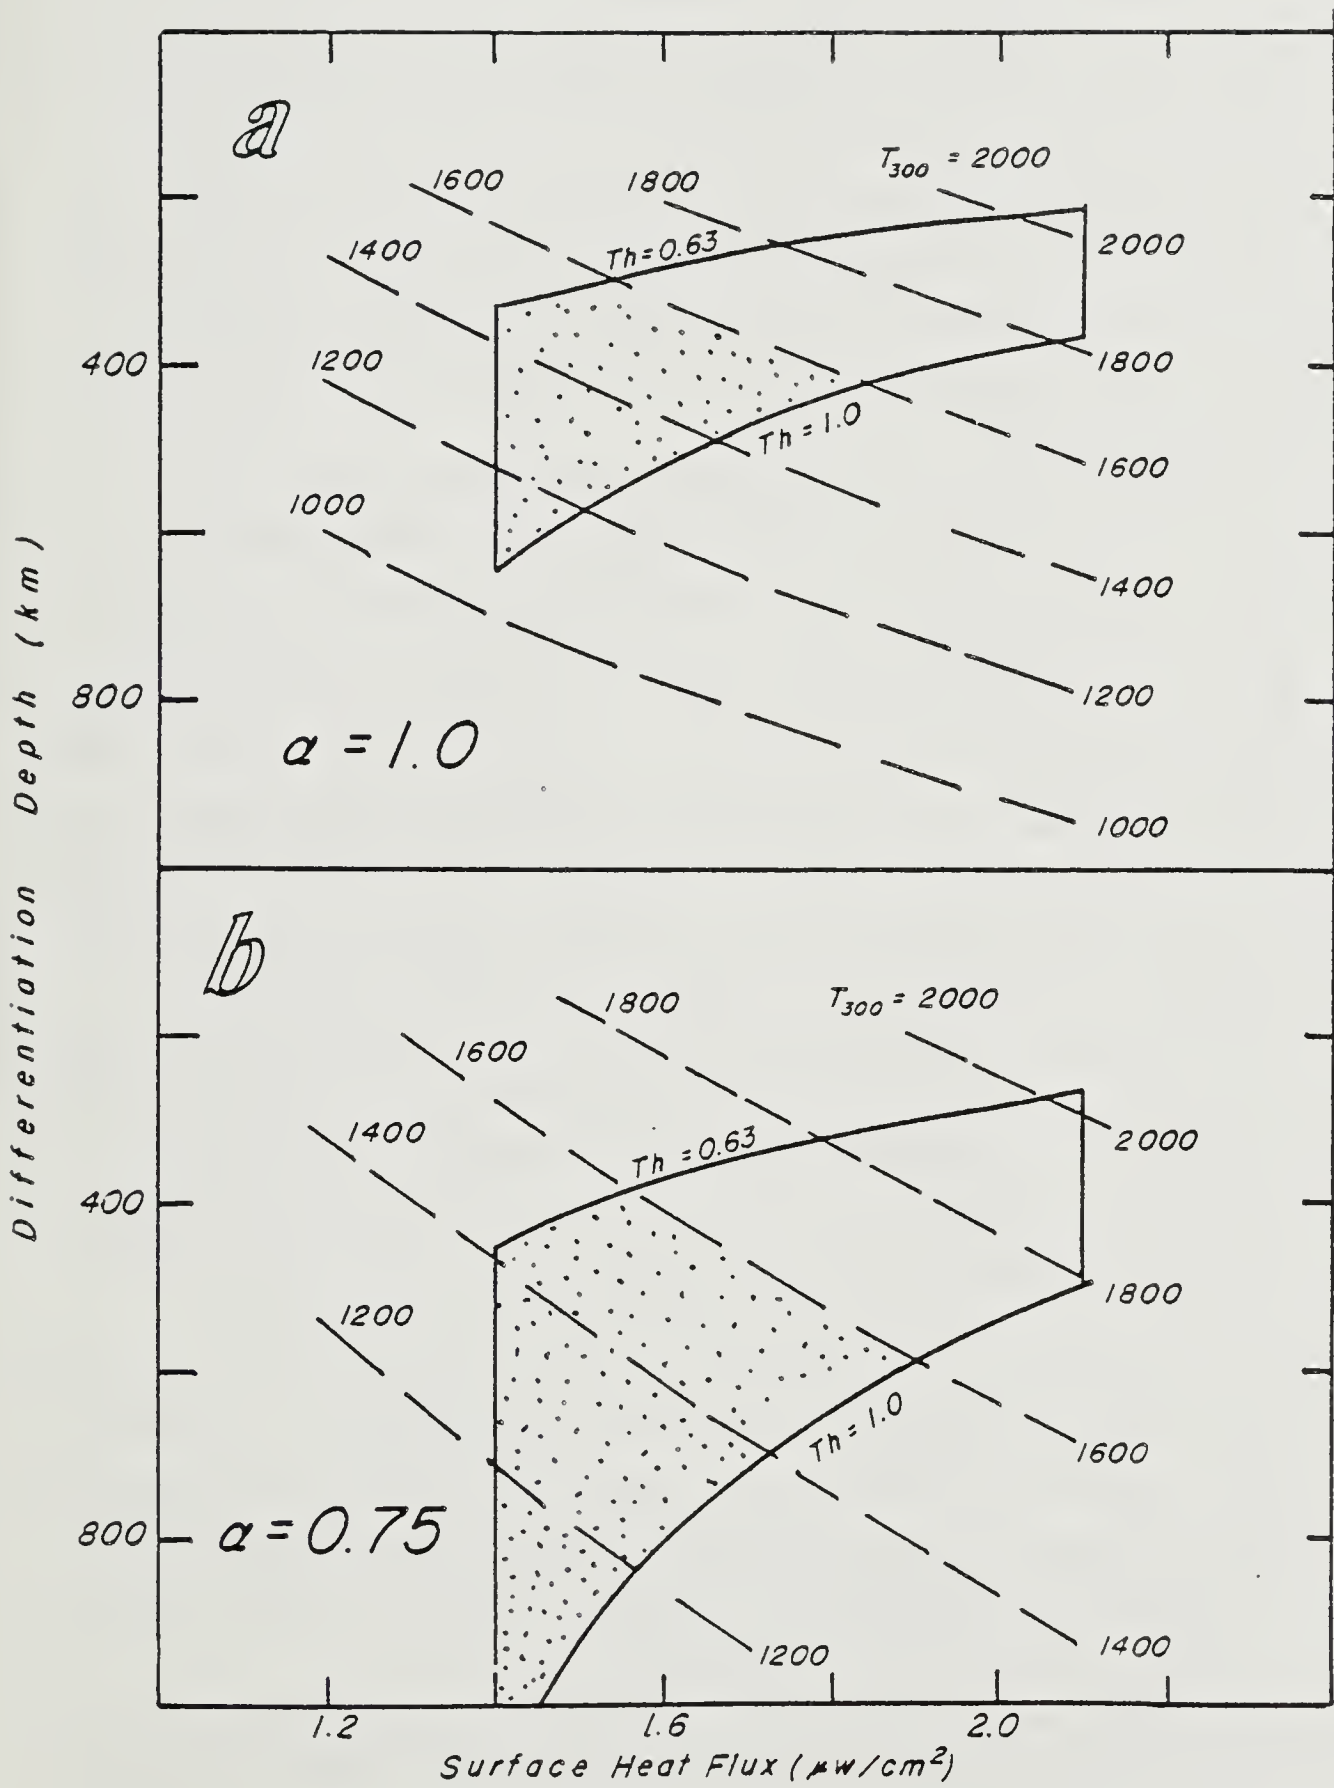 a
T300 = 2000
1600
1800
1400
Th=0.63
2000
1200
400
1800
Th=1.0
1600
1000
1400
800
1200
α = 1.0
1000
Differentiation Depth (km)
b
1800
T300 = 2000
1600
1400
Th =0.63
2000
400
1800
1200
Th=1.0
1600
800
α = 0.75
1400
1200
1.2
1.6
2.0
Surface Heat Flux (μw/cm²)